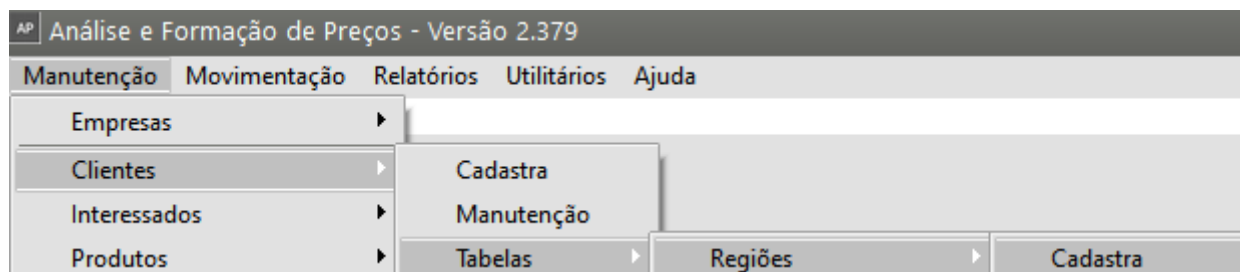 AP Análise e Formação de Preços - Versão 2.379
Manutenção Movimentação Relatórios Utilitários Ajuda
Empresas
Clientes Cadastra
Interessados Manutenção
Produtos Tabelas Regiões Cadastra